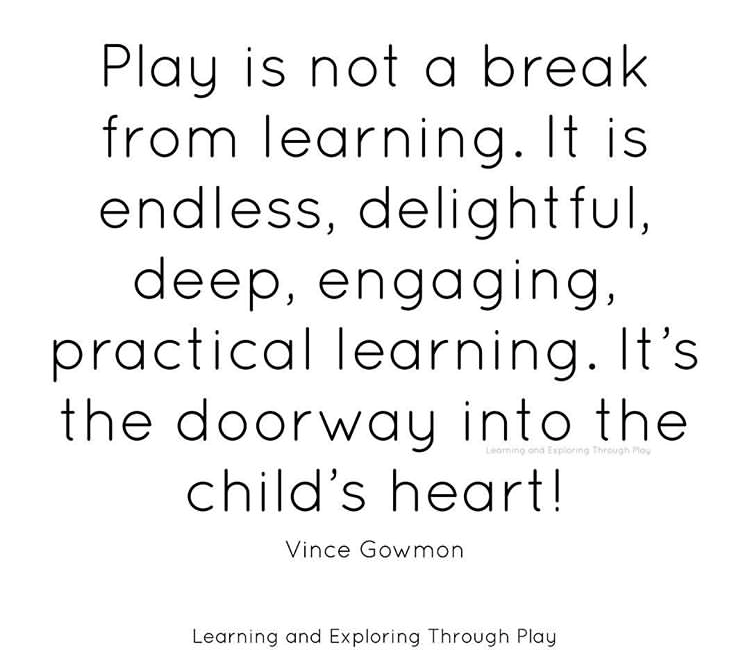 Play is not a break
from learning. It is
endless, delightful,
deep, engaging,
practical learning. It's
the doorway into the
Learning and Exploring Through Play
child's heart!
Vince Gowmon
Learning and Exploring Through Play